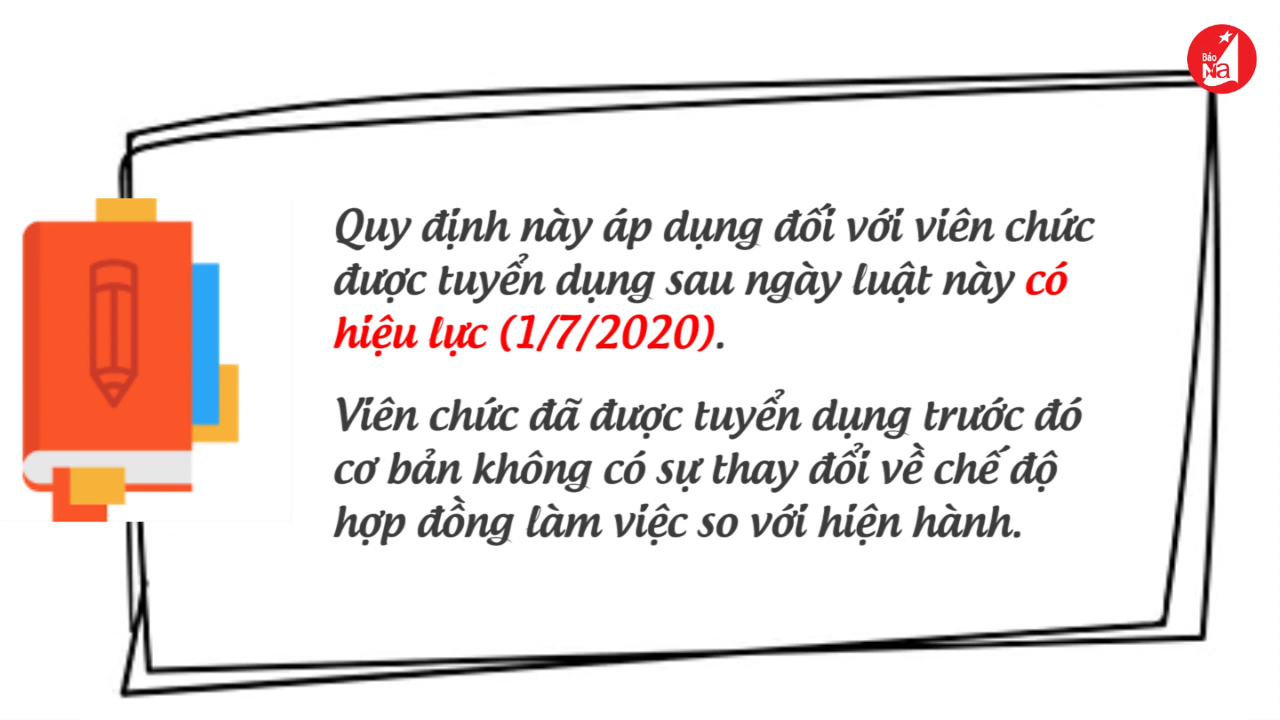 Báo
Na
Quy định này áp dụng đối với viên chức
được tuyển dụng sau ngày luật này có
hiệu lực (1/7/2020).
Viên chức đã được tuyển dụng trước đó
cơ bản không có sự thay đổi về chế độ
hợp đồng làm việc so với hiện hành.